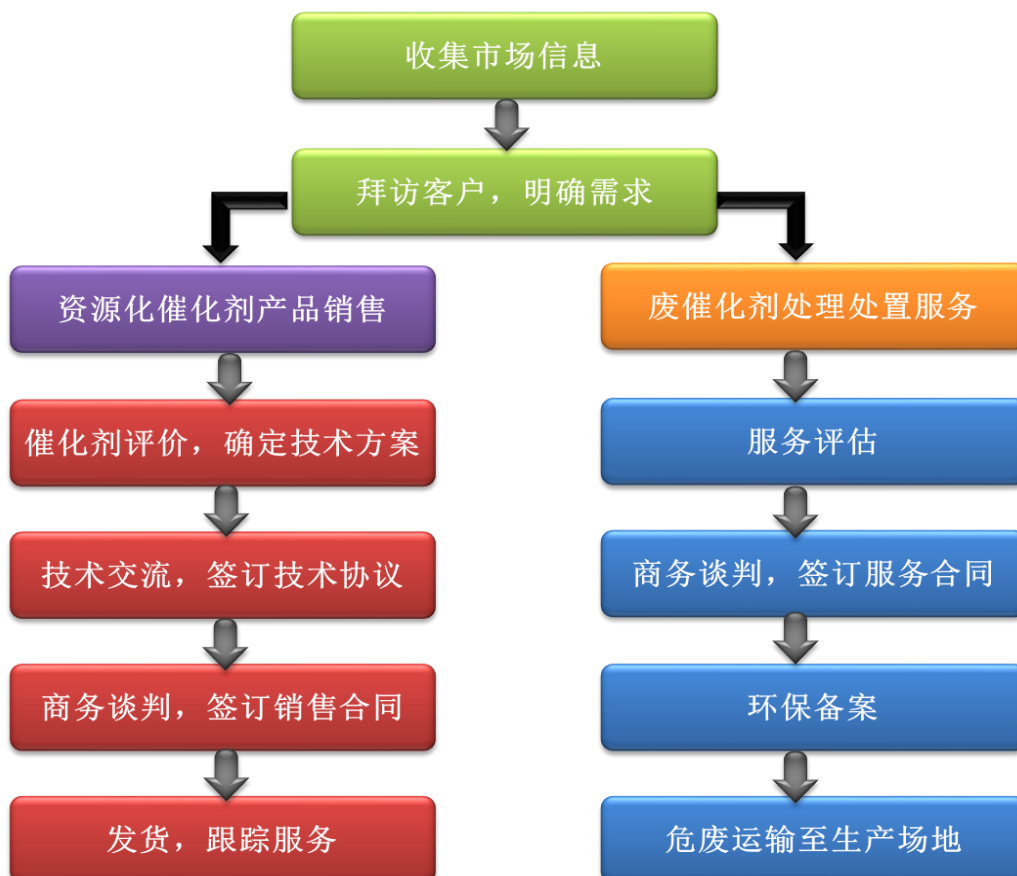 收集市场信息
拜访客户，明确需求
资源化催化剂产品销售
废催化剂处理处置服务
催化剂评价，确定技术方案
服务评估
技术交流，签订技术协议
商务谈判，签订服务合同
商务谈判，签订销售合同
环保备案
发货，跟踪服务
危废运输至生产场地